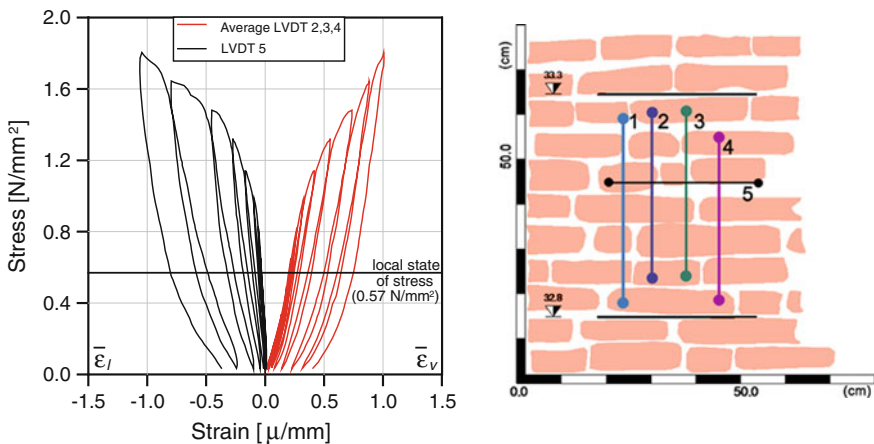 2.0
1.6
1.2
0.8
0.4
0.0
Stress [N/mm²]
Average LVDT 2,3,4
LVDT 5
local state
of stress
(0.57 N/mm²)
ε̅l
ε̅v
-1.5
-1.0
-0.5
0.0
0.5
1.0
1.5
Strain [μ/mm]
(cm)
50.0
33.3
1
2
3
4
5
32.8
0.0
50.0
(cm)